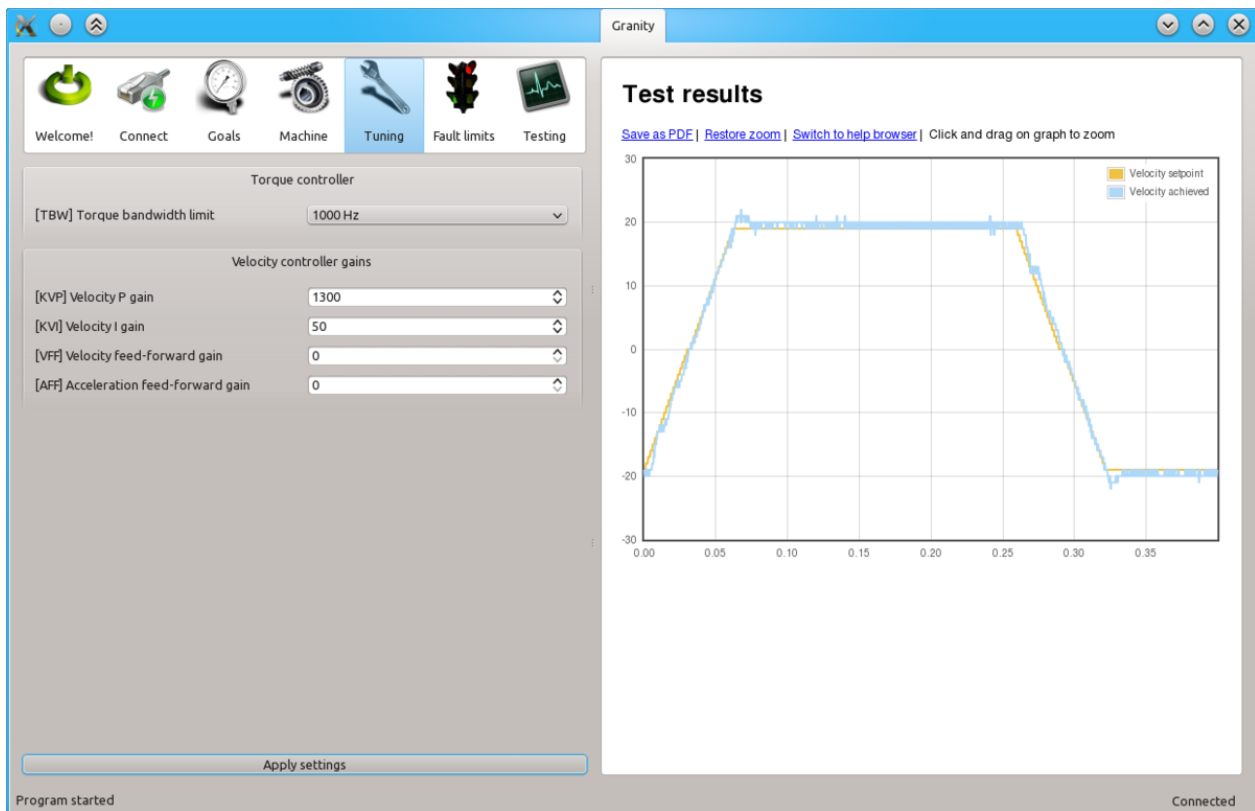 Granity
Welcome! Connect Goals Machine Tuning Fault limits Testing
Torque controller
[TBW] Torque bandwidth limit 1000 Hz
Velocity controller gains
[KVP] Velocity P gain 1300
[KVI] Velocity I gain 50
[VFF] Velocity feed-forward gain 0
[AFF] Acceleration feed-forward gain 0
Apply settings
Test results
Save as PDF | Restore zoom | Switch to help browser | Click and drag on graph to zoom
Velocity setpoint
Velocity achieved
30
20
10
0
-10
-20
-30
0.00 0.05 0.10 0.15 0.20 0.25 0.30 0.35
Program started Connected